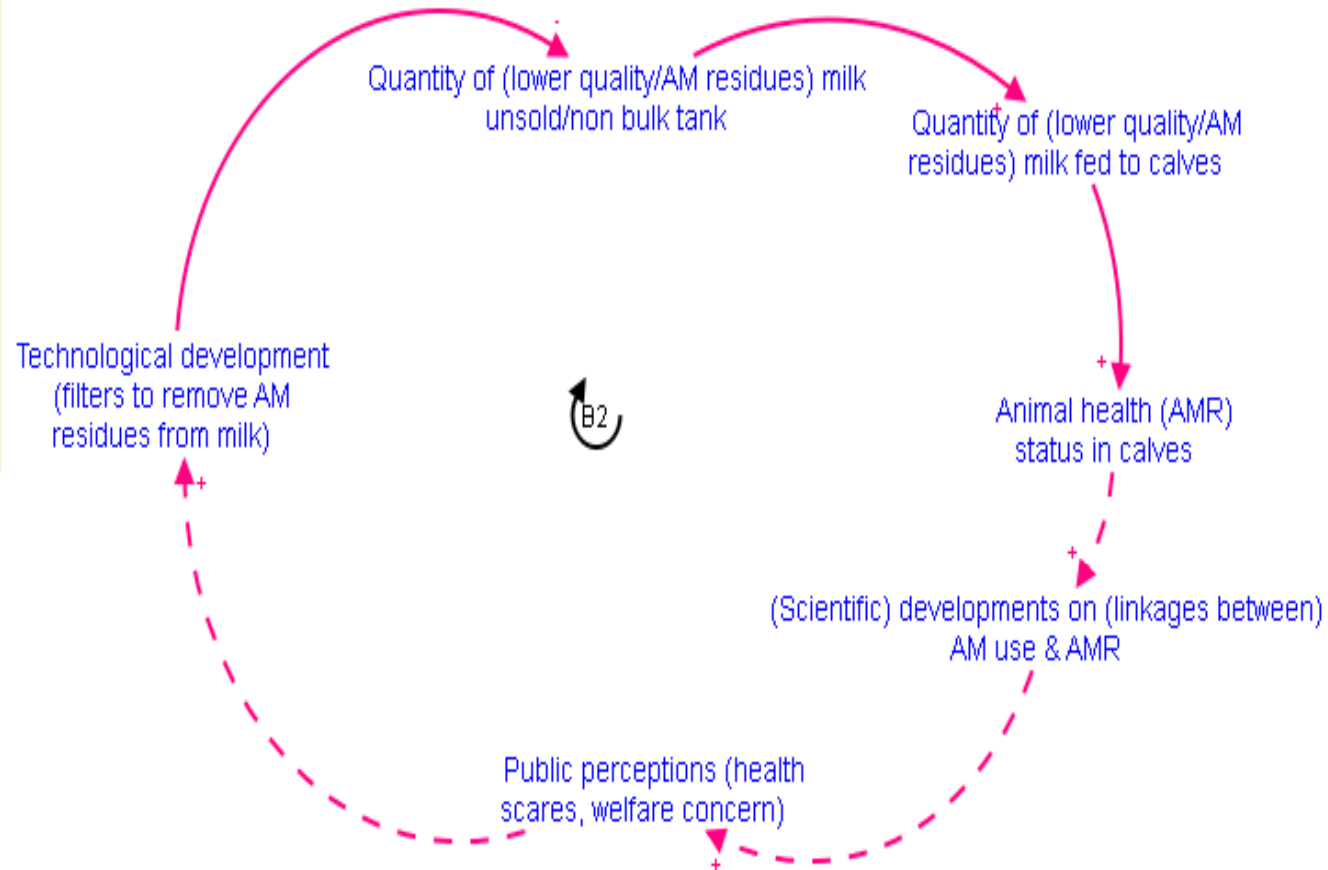 -
Quantity of (lower quality/AM residues) milk
unsold/non bulk tank
+
Quantity of (lower quality/AM
residues) milk fed to calves
+
Animal health (AMR)
status in calves
+
(Scientific) developments on (linkages between)
AM use & AMR
+
Public perceptions (health
scares, welfare concern)
+
Technological development
(filters to remove AM
residues from milk)
B2